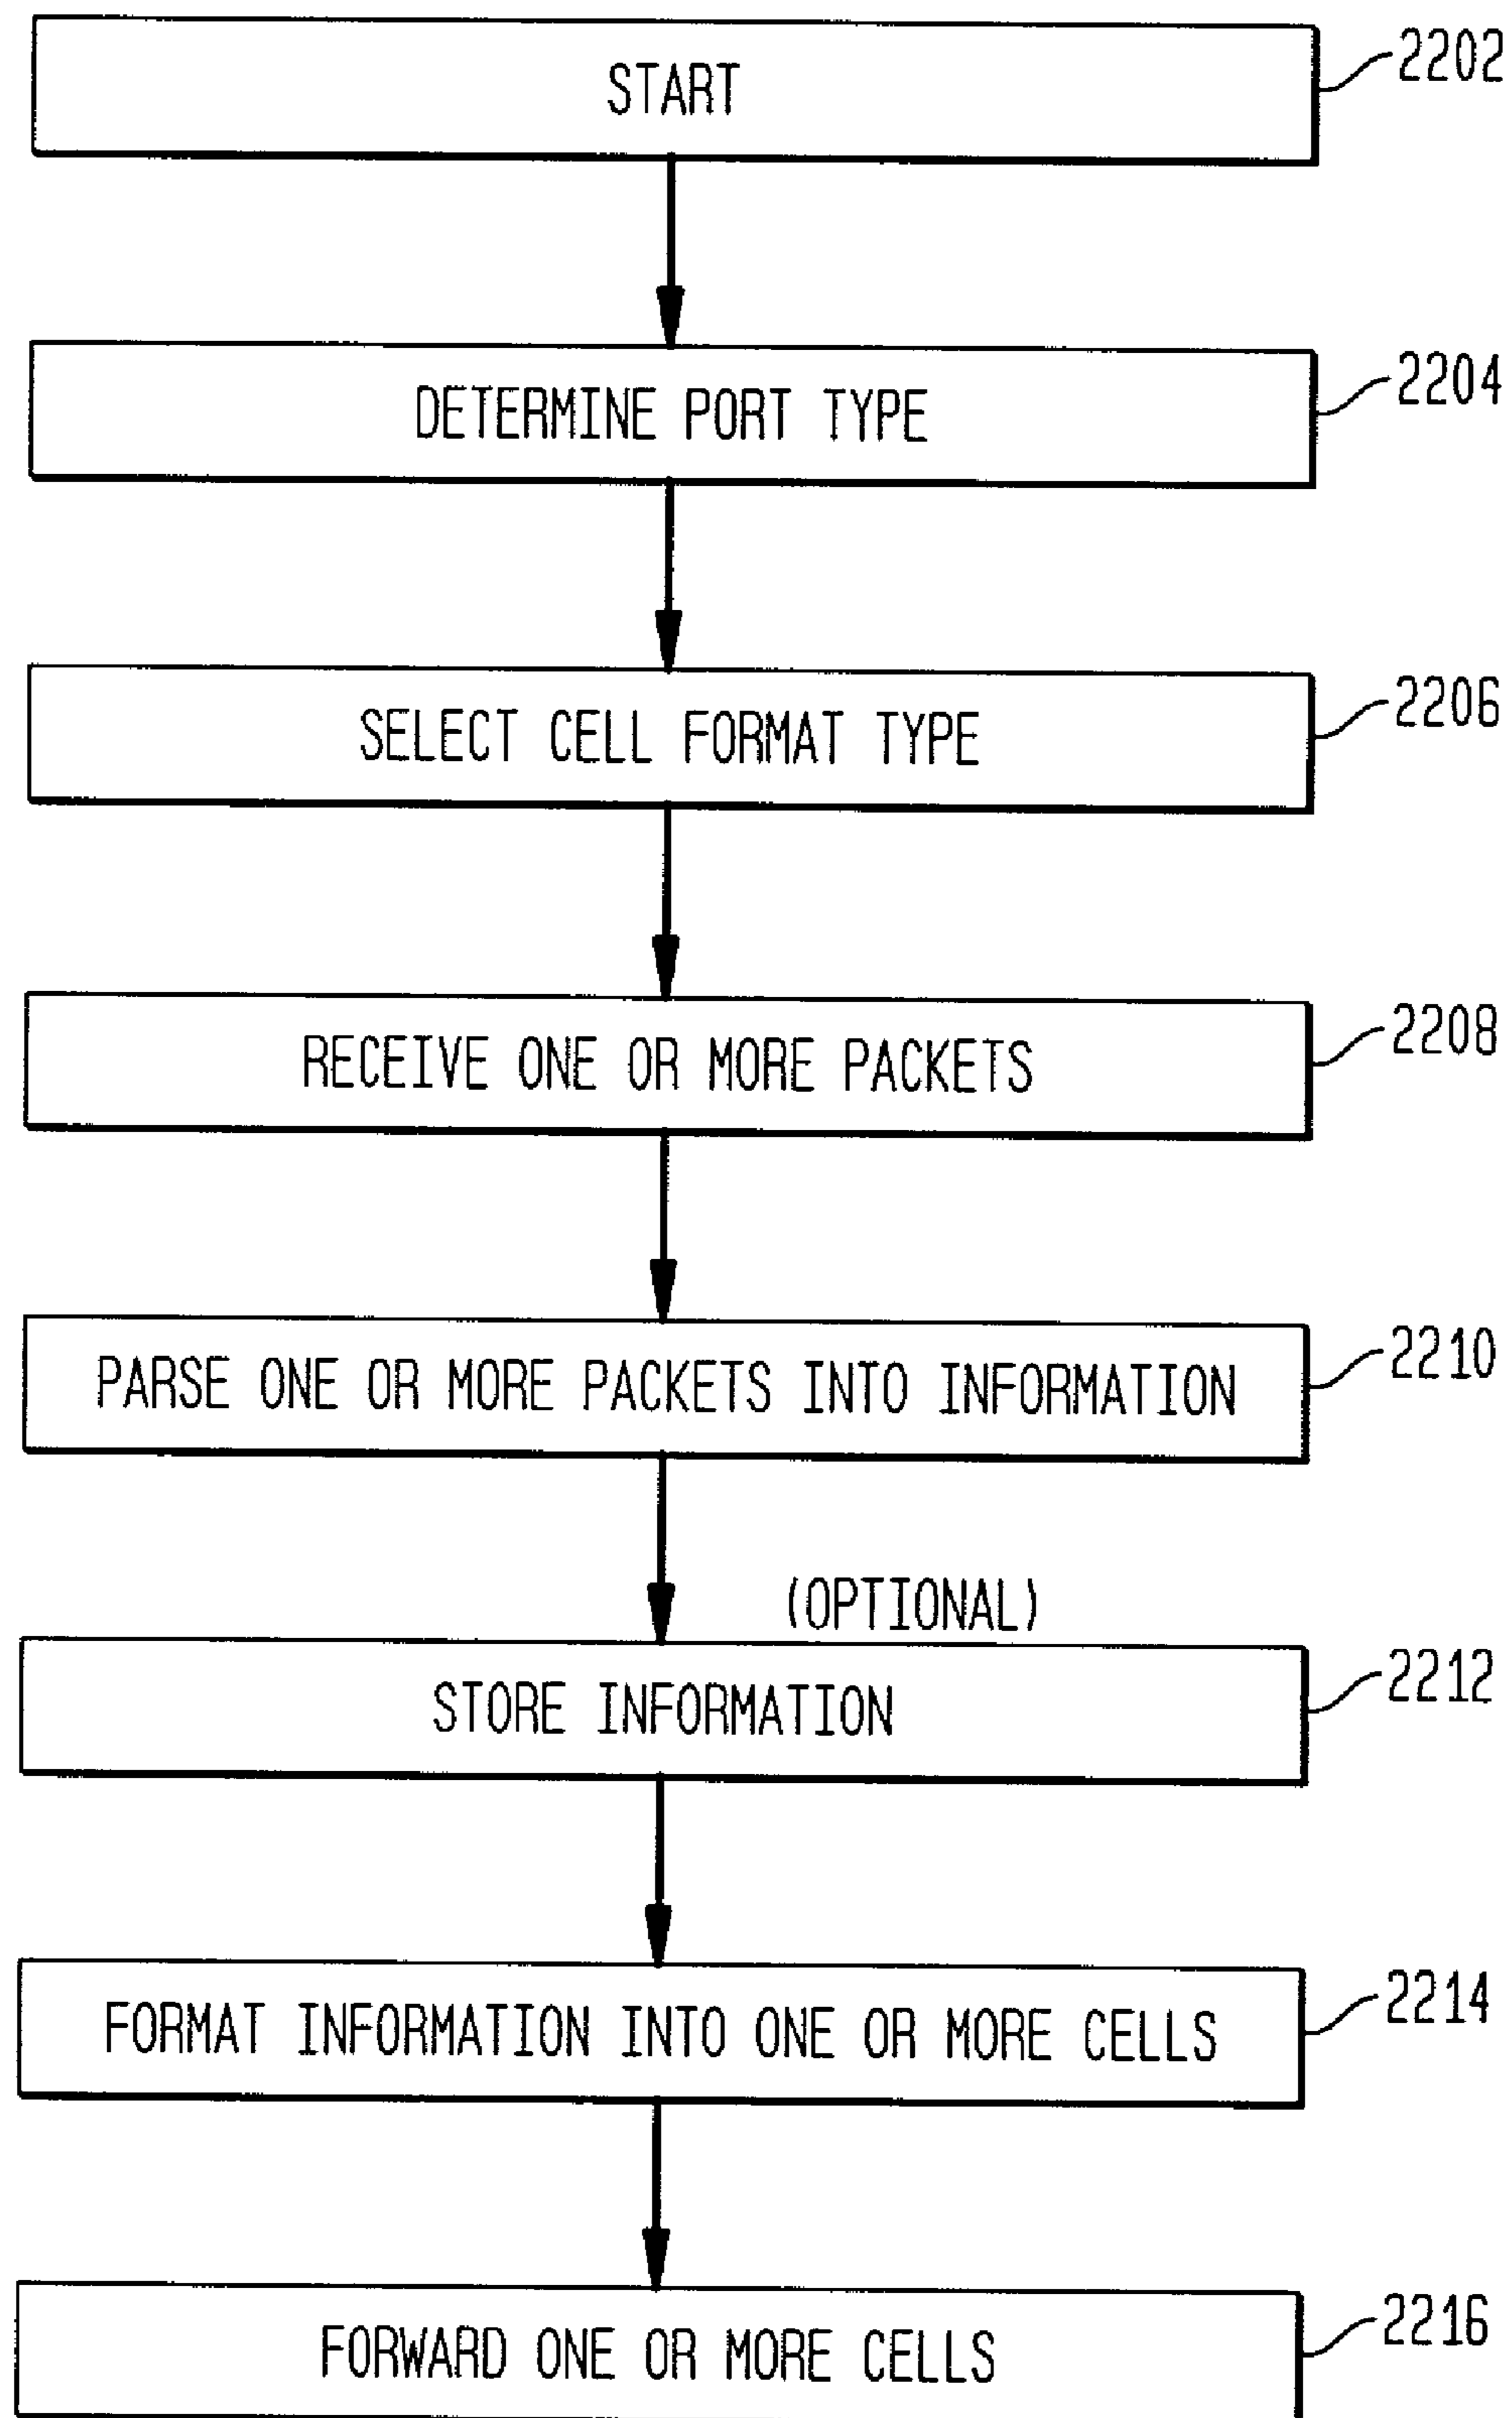 START
2202
DETERMINE PORT TYPE
2204
SELECT CELL FORMAT TYPE
2206
RECEIVE ONE OR MORE PACKETS
2208
PARSE ONE OR MORE PACKETS INTO INFORMATION
2210
(OPTIONAL)
STORE INFORMATION
2212
FORMAT INFORMATION INTO ONE OR MORE CELLS
2214
FORWARD ONE OR MORE CELLS
2216